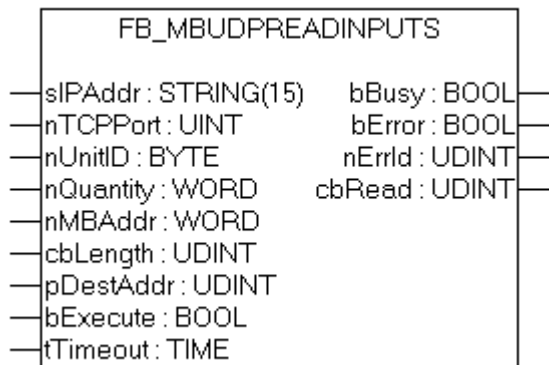 FB_MBUDPREADINPUTS
sIPAddr : STRING(15) bBusy : BOOL
nTCPPort : UINT bError : BOOL
nUnitID : BYTE nErrId : UDINT
nQuantity : WORD cbRead : UDINT
nMBAddr : WORD
cbLength : UDINT
pDestAddr : UDINT
bExecute : BOOL
tTimeout : TIME